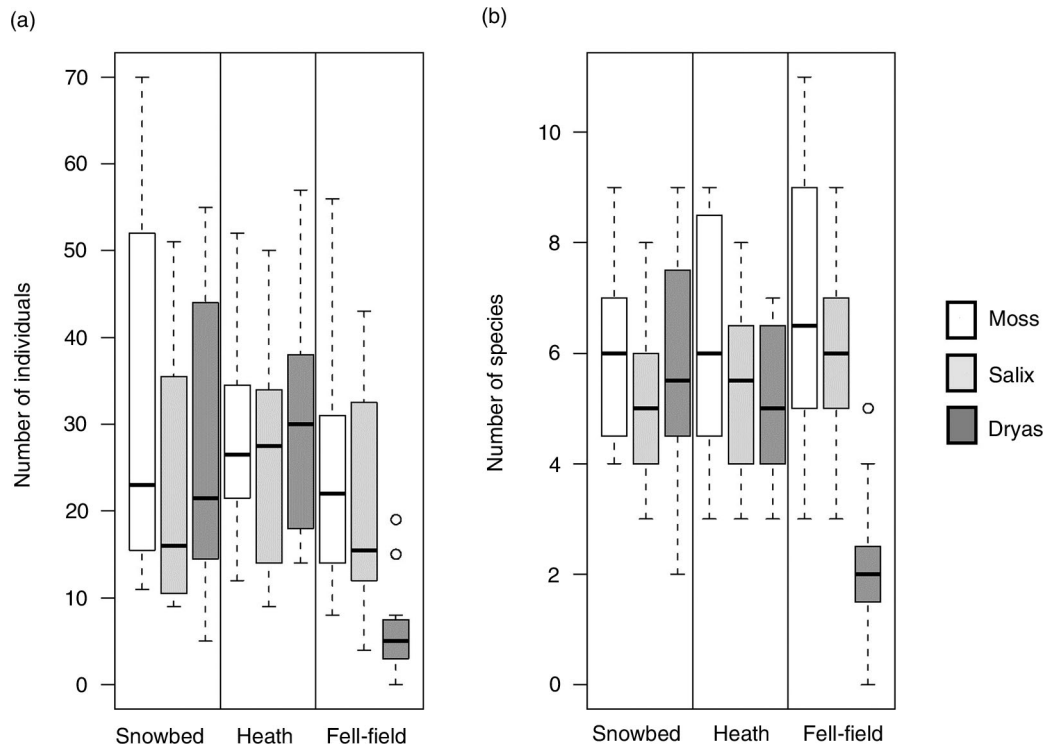 (a)
Number of individuals
70
60
50
40
30
20
10
0
Snowbed Heath Fell-field
(b)
Number of species
10
8
6
4
2
0
Snowbed Heath Fell-field
Moss
Salix
Dryas